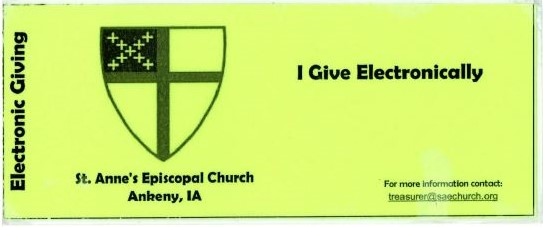 Electronic Giving
St. Anne's Episcopal Church
Ankeny, IA
I Give Electronically
For more information contact:
treasurer@saechurch.org